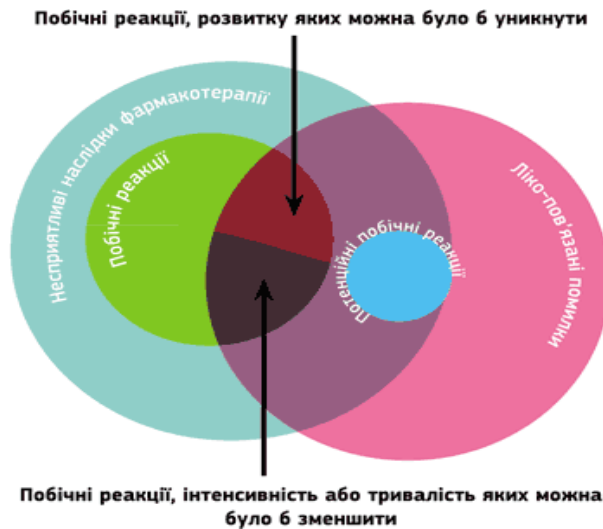 Побічні реакції, розвитку яких можна було б уникнути
Несприятливі наслідки фармакотерапії
Побічні реакції
Потенційні побічні реакції
Ліко-пов'язані помилки
Побічні реакції, інтенсивність або тривалість яких можна
було б зменшити